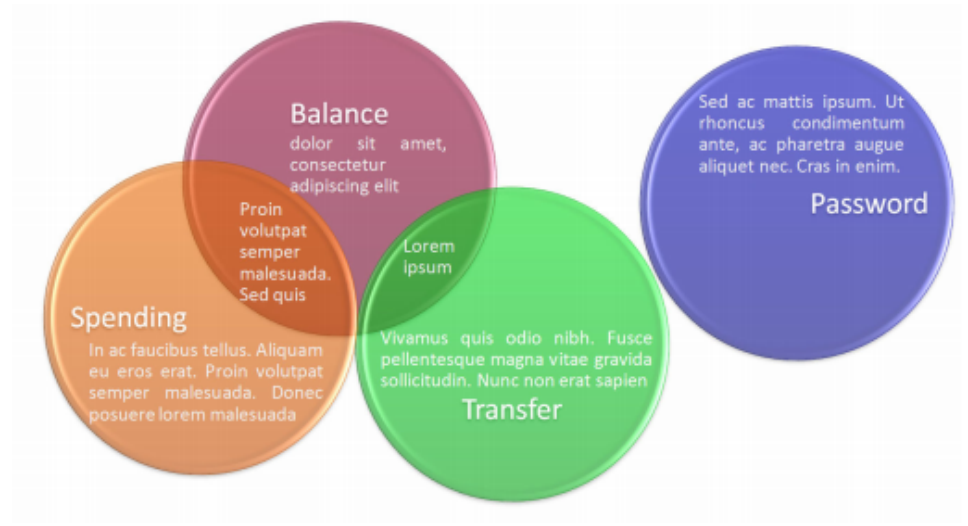 Balance
dolor sit amet,
consectetur
adipiscing elit
Proin
volutpat
semper
malesuada.
Sed quis
Lorem
ipsum
Spending
In ac faucibus tellus. Aliquam
eu eros erat. Proin volutpat
semper malesuada. Donec
posuere lorem malesuada
Vivamus quis odio nibh. Fusce
pellentesque magna vitae gravida
sollicitudin. Nunc non erat sapien
Transfer
Sed ac mattis ipsum. Ut
rhoncus condimentum
ante, ac pharetra augue
aliquet nec. Cras in enim.
Password